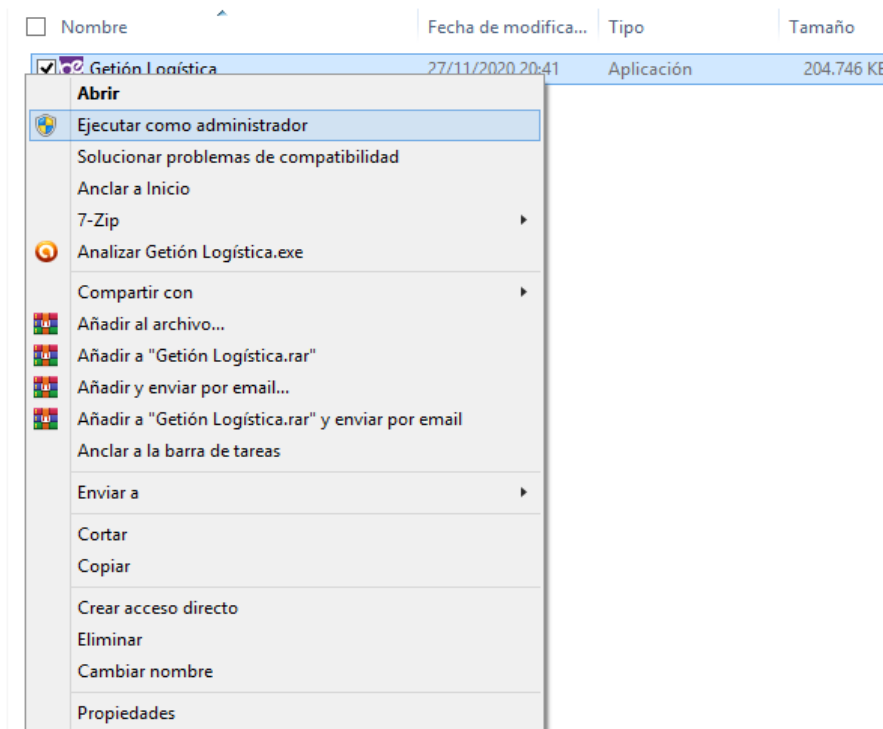 Nombre Fecha de modifica... Tipo Tamaño
Getión Logística 27/11/2020 20:41 Aplicación 204.746 KB
Abrir
Ejecutar como administrador
Solucionar problemas de compatibilidad
Anclar a Inicio
7-Zip
Analizar Getión Logística.exe
Compartir con
Añadir al archivo...
Añadir a "Getión Logística.rar"
Añadir y enviar por email...
Añadir a "Getión Logística.rar" y enviar por email
Anclar a la barra de tareas
Enviar a
Cortar
Copiar
Crear acceso directo
Eliminar
Cambiar nombre
Propiedades